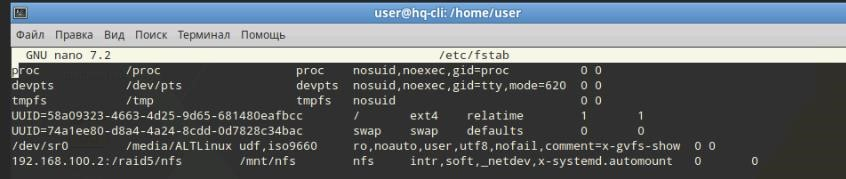 user@hq-cli: /home/user
Файл Правка Вид Поиск Терминал Помощь
GNU nano 7.2 /etc/fstab
proc /proc proc nosuid,noexec,gid=proc 0 0
devpts /dev/pts devpts nosuid,noexec,gid=tty,mode=620 0 0
tmpfs /tmp tmpfs nosuid 0 0
UUID=58a09323-4663-4d25-9d65-681480eafbcc / ext4 relatime 1 1
UUID=74a1ee80-d8a4-4a24-8cdd-0d7828c34bac swap swap defaults 0 0
/dev/sr0 /media/ALTLinux udf,iso9660 ro,noauto,user,utf8,nofail,comment=x-gvfs-show 0 0
192.168.100.2:/raid5/nfs /mnt/nfs nfs intr,soft,_netdev,x-systemd.automount 0 0